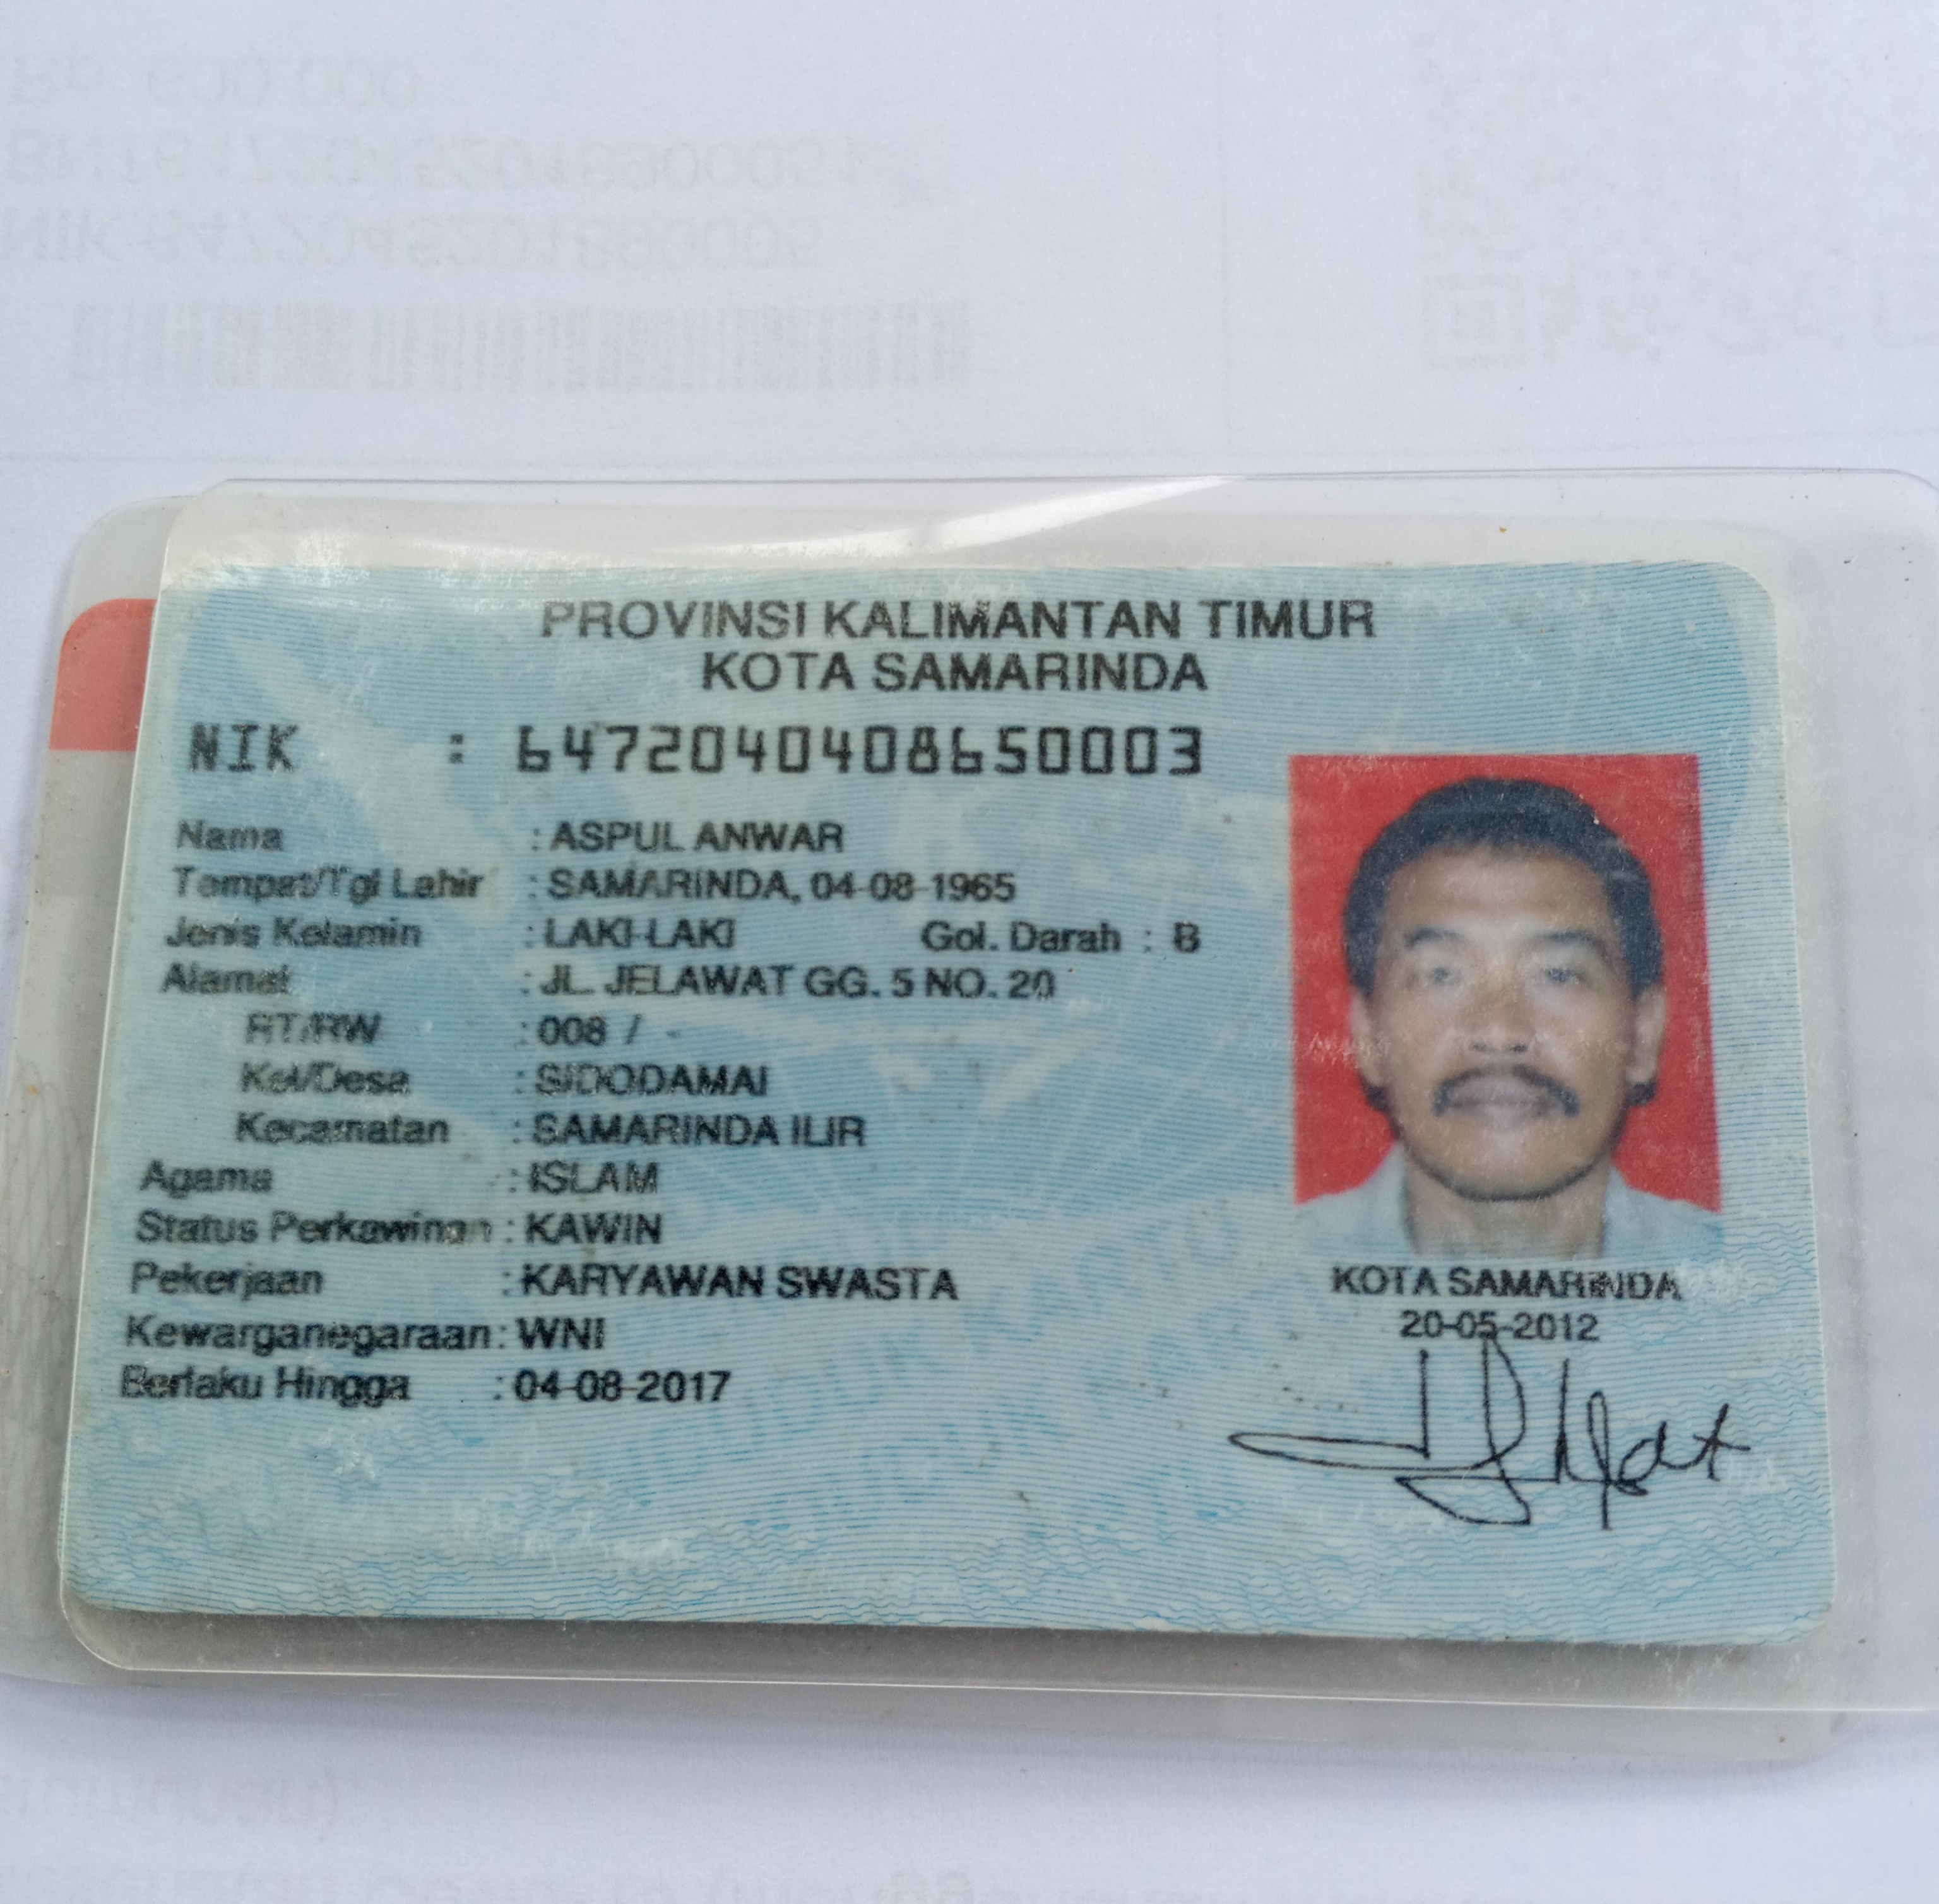 PROVINSI KALIMANTAN TIMUR
KOTA SAMARINDA
NIK : 6472040408650003
Nama : ASPUL ANWAR
Tempat/Tgl Lahir : SAMARINDA, 04-08-1965
Jenis Kelamin : LAKI-LAKI Gol. Darah : B
Alamat : JL. JELAWAT GG. 5 NO. 20
RT/RW : 008 / -
Kel/Desa : SIDODAMAI
Kecamatan : SAMARINDA ILIR
Agama : ISLAM
Status Perkawinan : KAWIN
Pekerjaan : KARYAWAN SWASTA
Kewarganegaraan : WNI
Berlaku Hingga : 04-08-2017
KOTA SAMARINDA
20-05-2012